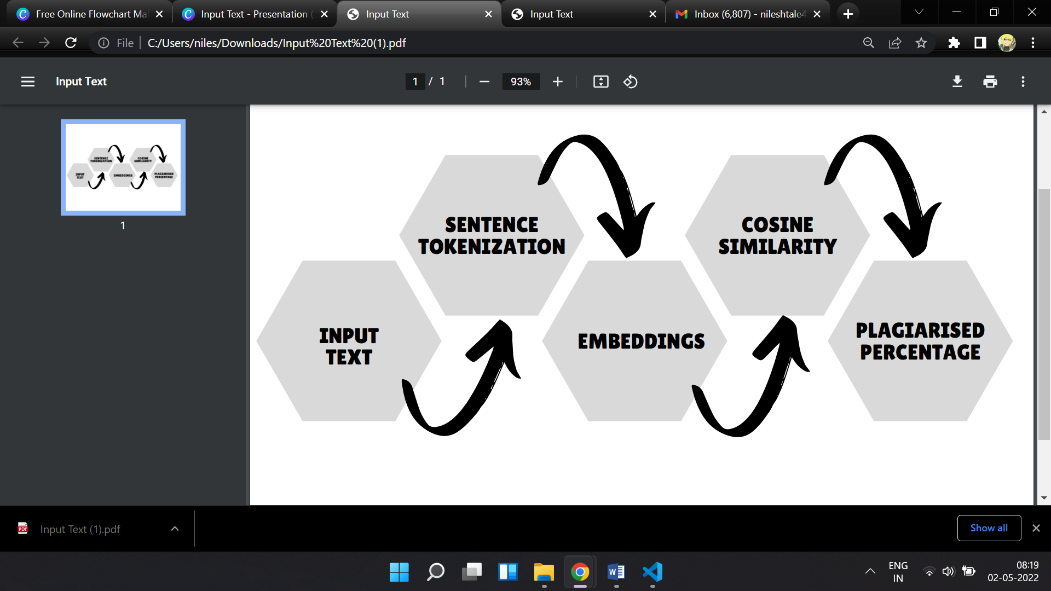 Free Online Flowchart Ma
Input Text - Presentation (
Input Text
Input Text
Inbox (6,807) - nileshtalo4
File
C:/Users/niles/Downloads/Input%20Text%20(1).pdf
Input Text
1 / 1
93%
1
SENTENCE
TOKENIZATION
COSINE
SIMILARITY
INPUT
TEXT
EMBEDDINGS
PLAGIARISED
PERCENTAGE
Input Text (1).pdf
Show all
ENG
IN
08:19
02-05-2022